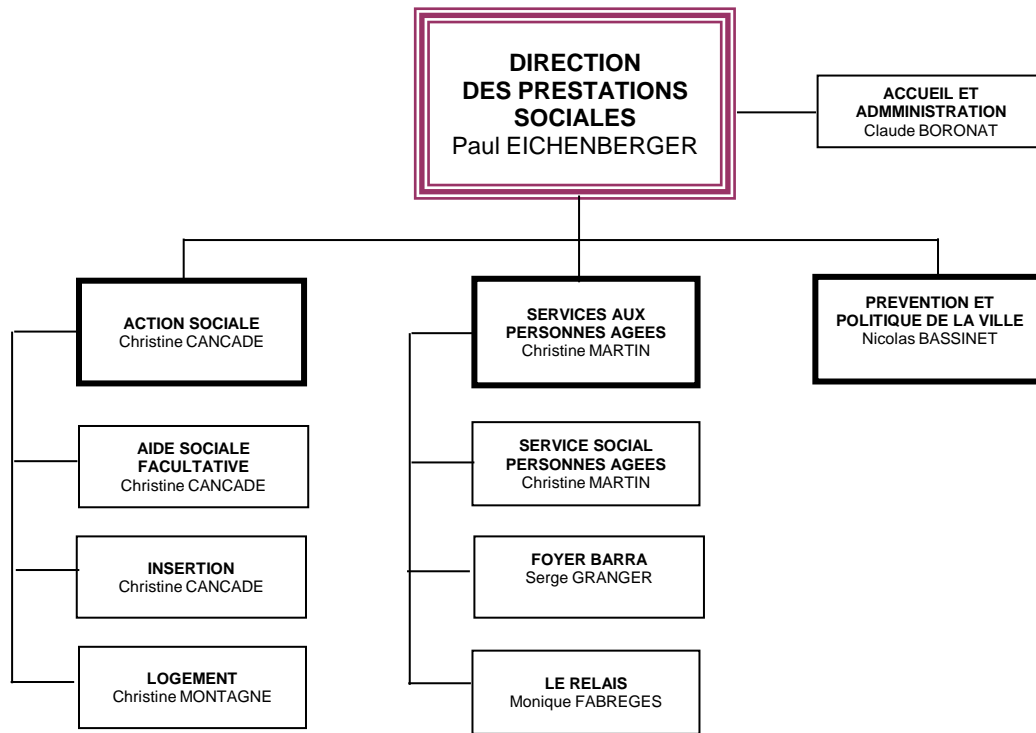 DIRECTION
DES PRESTATIONS
SOCIALES
Paul EICHENBERGER
ACCUEIL ET
ADMMINISTRATION
Claude BORONAT
ACTION SOCIALE
Christine CANCADE
AIDE SOCIALE
FACULTATIVE
Christine CANCADE
INSERTION
Christine CANCADE
LOGEMENT
Christine MONTAGNE
SERVICES AUX
PERSONNES AGEES
Christine MARTIN
SERVICE SOCIAL
PERSONNES AGEES
Christine MARTIN
FOYER BARRA
Serge GRANGER
LE RELAIS
Monique FABREGES
PREVENTION ET
POLITIQUE DE LA VILLE
Nicolas BASSINET